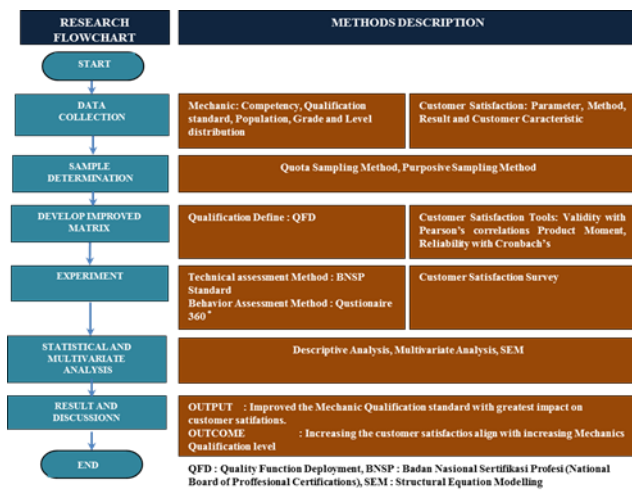 RESEARCH
FLOWCHART
METHODS DESCRIPTION
START
DATA
COLLECTION
Mechanic: Competency, Qualification
standard, Population, Grade and Level
distribution
Customer Satisfaction: Parameter, Method,
Result and Customer Caracteristic
SAMPLE
DETERMINATION
Quota Sampling Method, Purposive Sampling Method
DEVELOP IMPROVED
MATRIX
Qualification Define : QFD
Customer Satisfaction Tools: Validity with
Pearson's correlations Product Moment,
Reliability with Cronbach's
EXPERIMENT
Technical assessment Method : BNSP
Standard
Behavior Assessment Method : Qustionaire
360°
Customer Satisfaction Survey
STATISTICAL AND
MULTIVARIATE
ANALYSIS
Descriptive Analysis, Multivariate Analysis, SEM
RESULT AND
DISCUSSIONN
OUTPUT : Improved the Mechanic Qualification standard with greatest impact on
customer satifations.
OUTCOME : Increasing the customer satisfactios align with increasing Mechanics
Qualification level
END
QFD : Quality Function Deployment, BNSP : Badan Nasional Sertifikasi Profesi (National
Board of Proffesional Certifications), SEM : Structural Equation Modelling